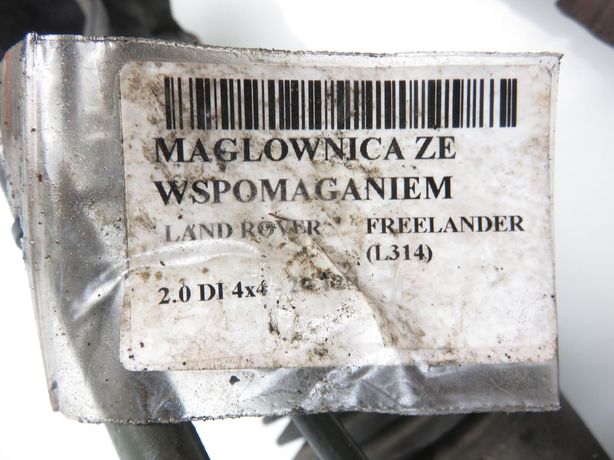 MAGLOWNICA ZE
WSPOMAGANIEM
LAND ROVER FREELANDER
(L314)
2.0 DI 4x4